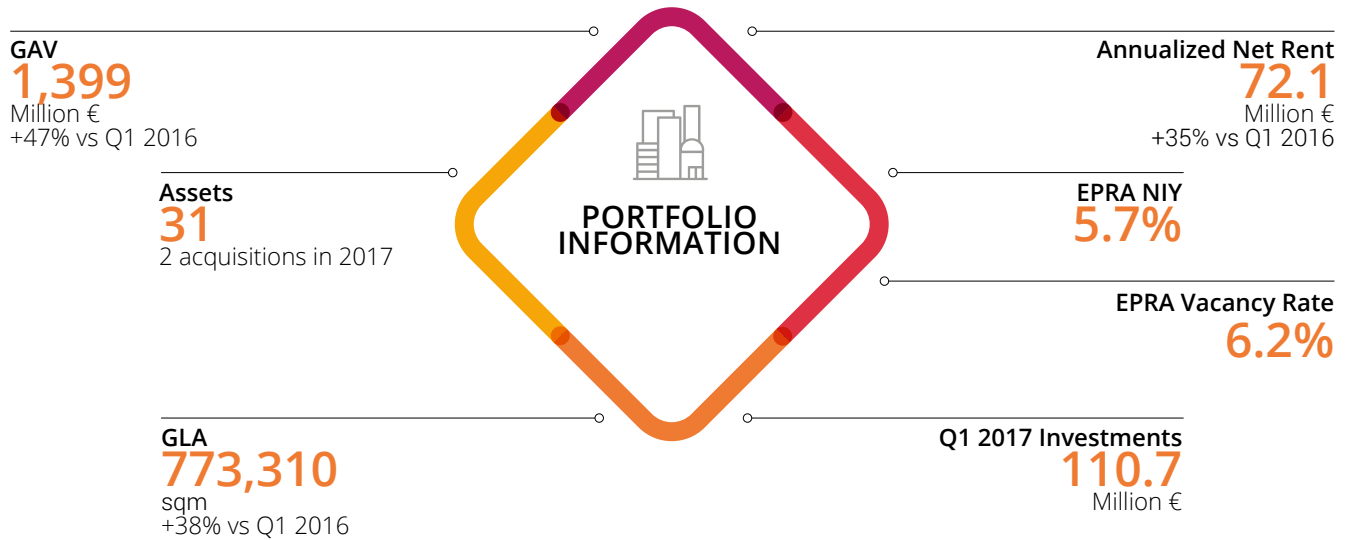 GAV
1,399
Million €
+47% vs Q1 2016
Assets
31
2 acquisitions in 2017
GLA
773,310
sqm
+38% vs Q1 2016
PORTFOLIO
INFORMATION
Annualized Net Rent
72.1
Million €
+35% vs Q1 2016
EPRA NIY
5.7%
EPRA Vacancy Rate
6.2%
Q1 2017 Investments
110.7
Million €